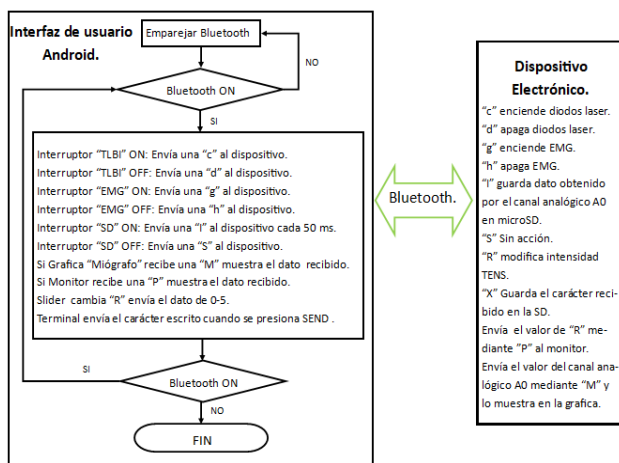 Interfaz de usuario
Android.
Emparejar Bluetooth
NO
Bluetooth ON
SI
Interruptor “TLBI” ON: Envía una “c” al dispositivo.
Interruptor “TLBI” OFF: Envía una “d” al dispositivo.
Interruptor “EMG” ON: Envía una “g” al dispositivo.
Interruptor “EMG” OFF: Envía una “h” al dispositivo.
Interruptor “SD” ON: Envía una “I” al dispositivo cada 50 ms.
Interruptor “SD” OFF: Envía una “S” al dispositivo.
Si Grafica “Miógrafo” recibe una “M” muestra el dato recibido.
Si Monitor recibe una “P” muestra el dato recibido.
Slider cambia “R” envía el dato de 0-5.
Terminal envía el carácter escrito cuando se presiona SEND .
SI
Bluetooth ON
NO
FIN
Bluetooth.
Dispositivo
Electrónico.
“c” enciende diodos laser.
“d” apaga diodos laser.
“g” enciende EMG.
“h” apaga EMG.
“I” guarda dato obtenido
por el canal analógico A0
en microSD.
“S” Sin acción.
“R” modifica intensidad
TENS.
“X” Guarda el carácter reci-
bido en la SD.
Envía el valor de “R” me-
diante “P” al monitor.
Envía el valor del canal ana-
lógico A0 mediante “M” y
lo muestra en la grafica.